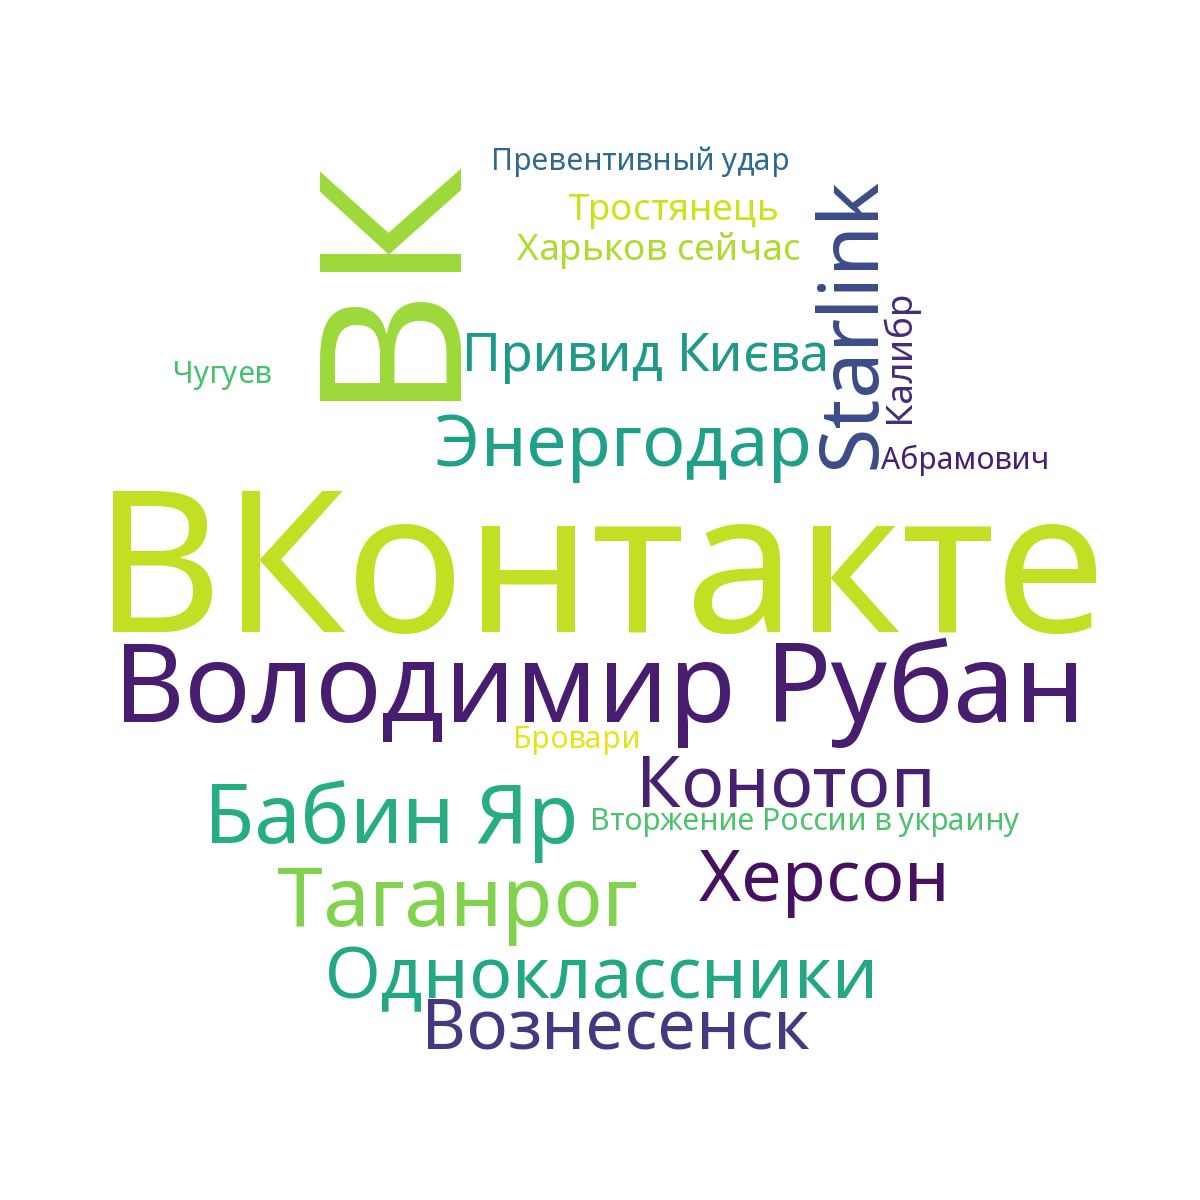 Превентивный удар
Тростянець
Харьков сейчас
ВК
Starlink
Калибр
Привид Києва
Чугуев
Энергодар
Абрамович
ВКонтакте
Володимир Рубан
Бровари
Конотоп
Бабин Яр
Вторжение России в украину
Херсон
Таганрог
Одноклассники
Вознесенск